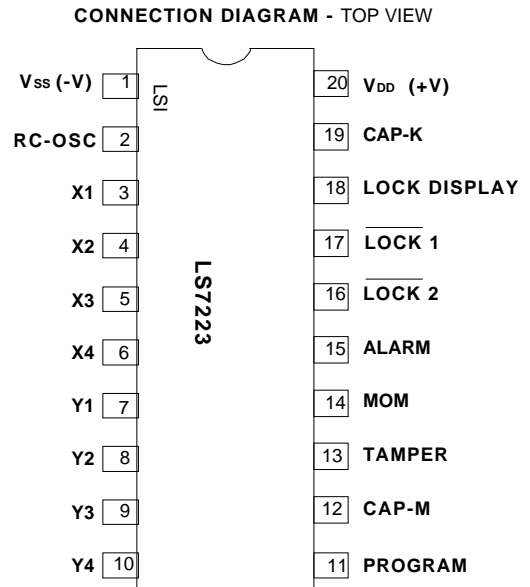 CONNECTION DIAGRAM - TOP VIEW
Vss (-V) 1 LSI 20 VDD (+V)
RC-OSC 2 19 CAP-K
X1 3 18 LOCK DISPLAY
X2 4 17 L̅O̅C̅K̅ 1
X3 5 16 L̅O̅C̅K̅ 2
LS7223
X4 6 15 ALARM
Y1 7 14 MOM
Y2 8 13 TAMPER
Y3 9 12 CAP-M
Y4 10 11 PROGRAM